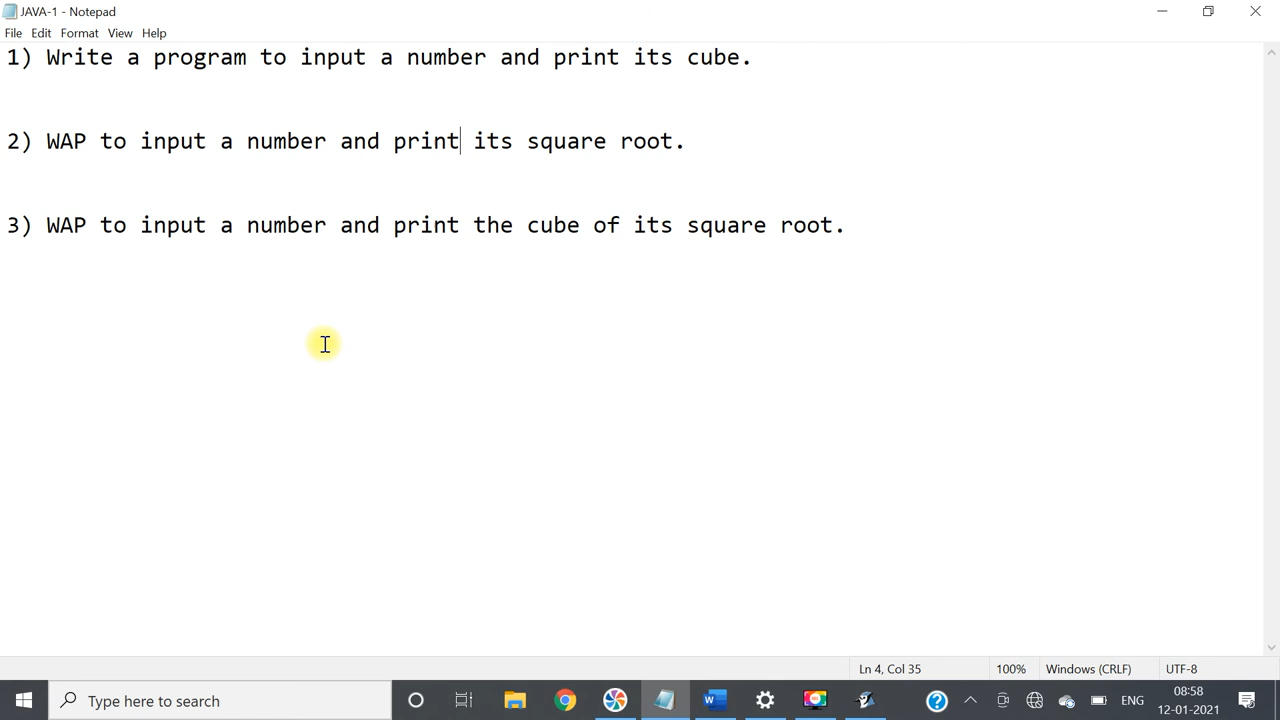 JAVA-1 - Notepad
File Edit Format View Help
1) Write a program to input a number and print its cube.
2) WAP to input a number and print its square root.
3) WAP to input a number and print the cube of its square root.
Ln 4, Col 35 100% Windows (CRLF) UTF-8
Type here to search
ENG
08:58
12-01-2021